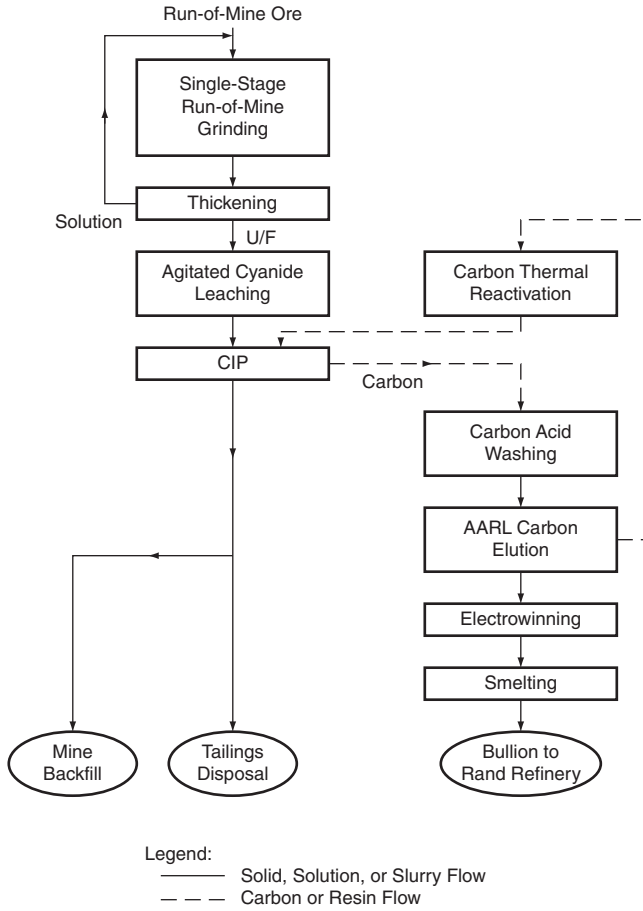 Run-of-Mine Ore
Single-Stage
Run-of-Mine
Grinding
Thickening
Solution
U/F
Agitated Cyanide
Leaching
Carbon Thermal
Reactivation
CIP
Carbon
Carbon Acid
Washing
AARL Carbon
Elution
Electrowinning
Smelting
Mine
Backfill
Tailings
Disposal
Bullion to
Rand Refinery
Legend:
Solid, Solution, or Slurry Flow
Carbon or Resin Flow